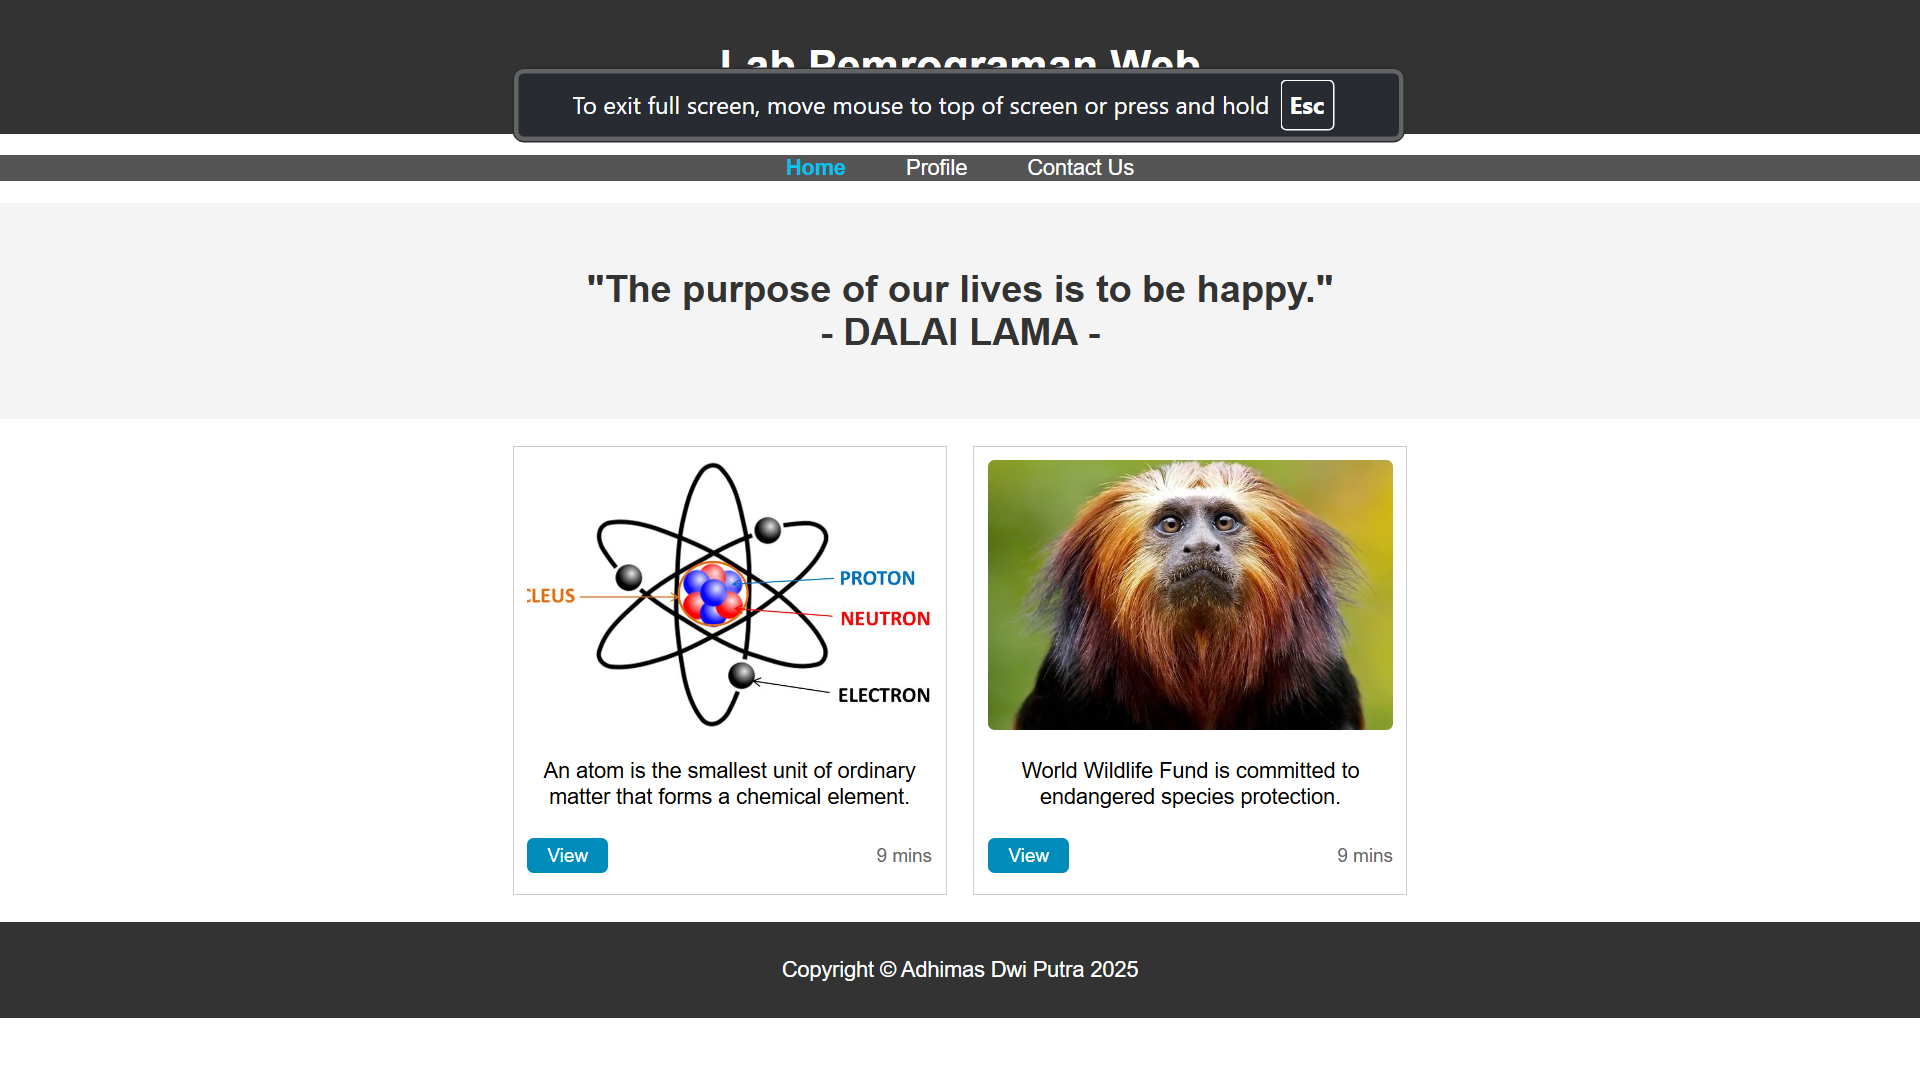 Lab Pemrograman Web
To exit full screen, move mouse to top of screen or press and hold Esc
Home Profile Contact Us
"The purpose of our lives is to be happy."
- DALAI LAMA -
CLEUS
PROTON
NEUTRON
ELECTRON
An atom is the smallest unit of ordinary
matter that forms a chemical element.
View 9 mins
World Wildlife Fund is committed to
endangered species protection.
View 9 mins
Copyright © Adhimas Dwi Putra 2025